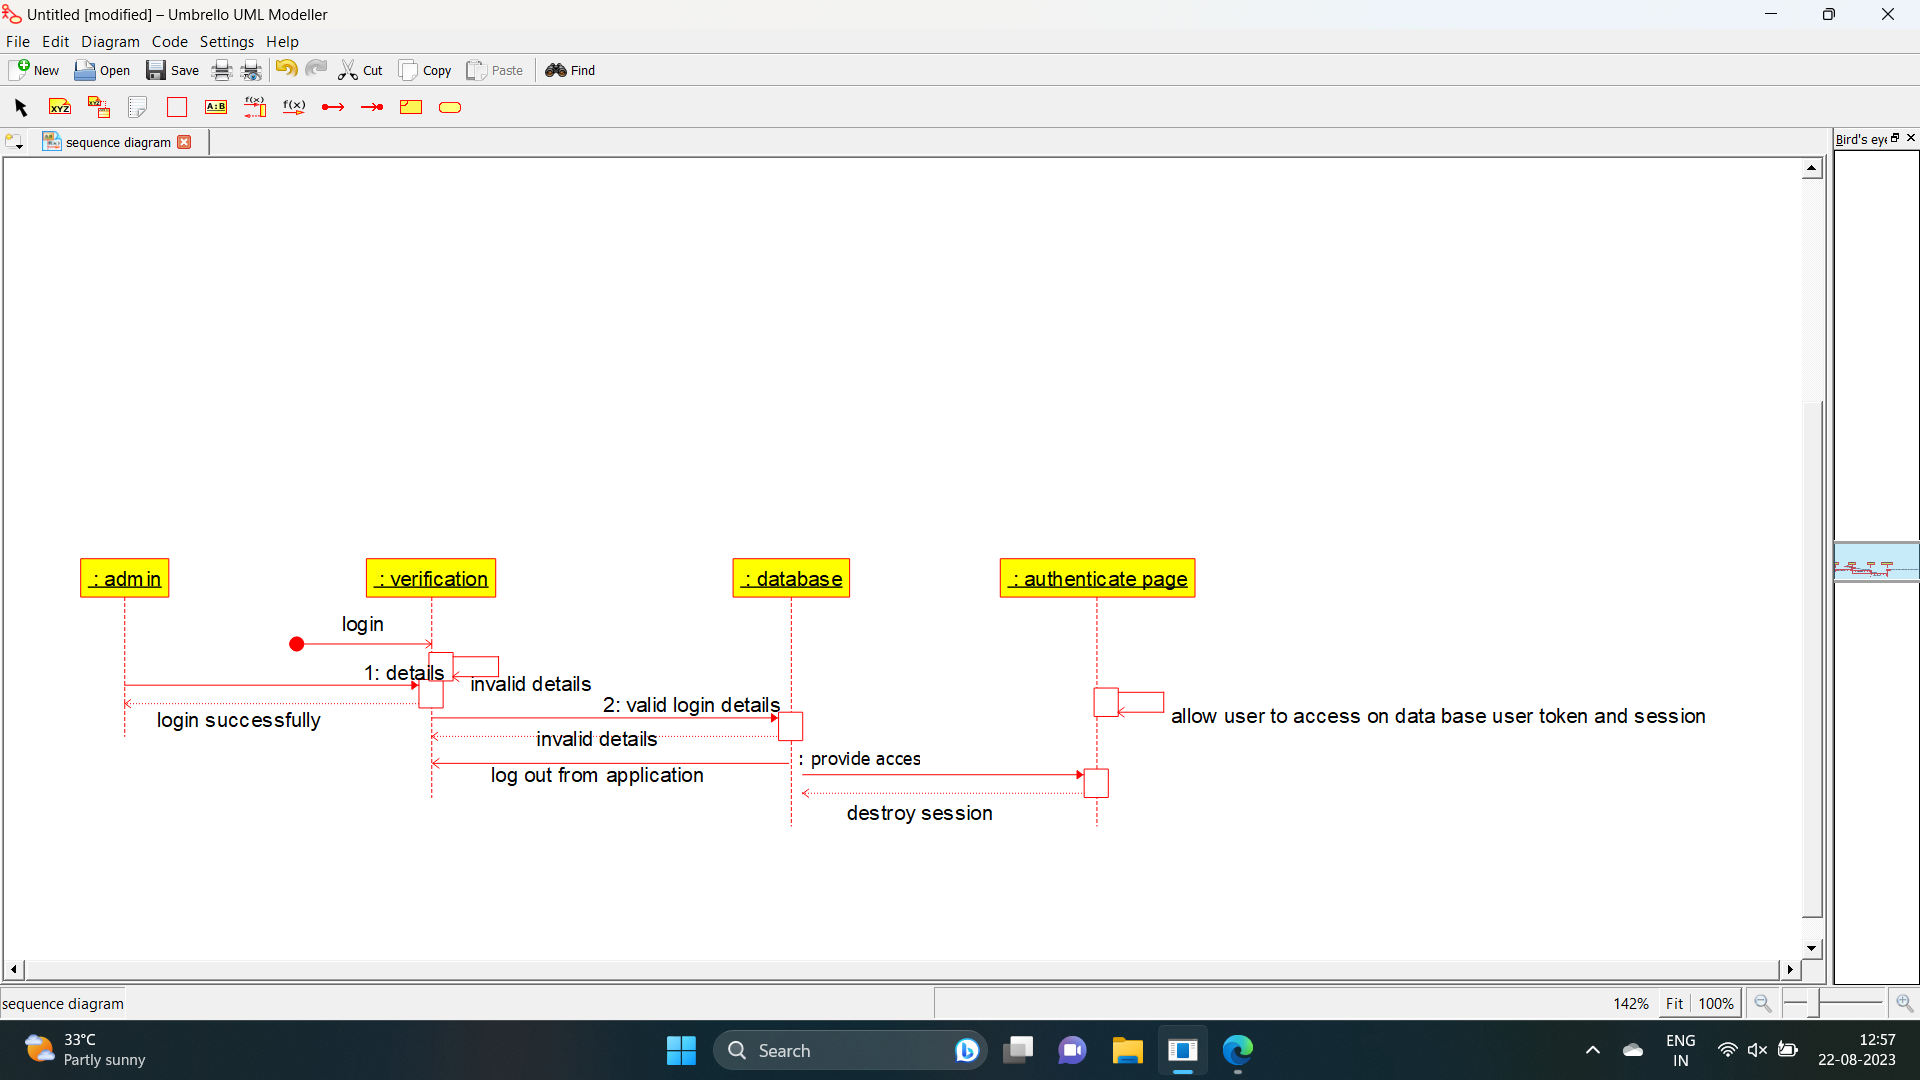 Untitled [modified] – Umbrello UML Modeller
File Edit Diagram Code Settings Help
New Open Save Cut Copy Paste Find
XYZ XYZ A:B f(x) f(x)
sequence diagram
Bird's eye
: admin
: verification
: database
: authenticate page
login
1: details
invalid details
2: valid login details
login successfully
allow user to access on data base user token and session
invalid details
: provide acces
log out from application
destroy session
sequence diagram
142% Fit 100%
33°C
Partly sunny
Search
ENG
IN
12:57
22-08-2023